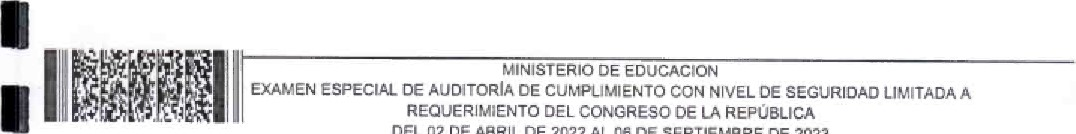 MINISTERIO DE EDUCACION
EXAMEN ESPECIAL DE AUDITORÍA DE CUMPLIMIENTO CON NIVEL DE SEGURIDAD LIMITADA A
REQUERIMIENTO DEL CONGRESO DE LA REPÚBLICA
DEL 02 DE ABRIL DE 2022 AL 06 DE SEPTIEMBRE DE 2023